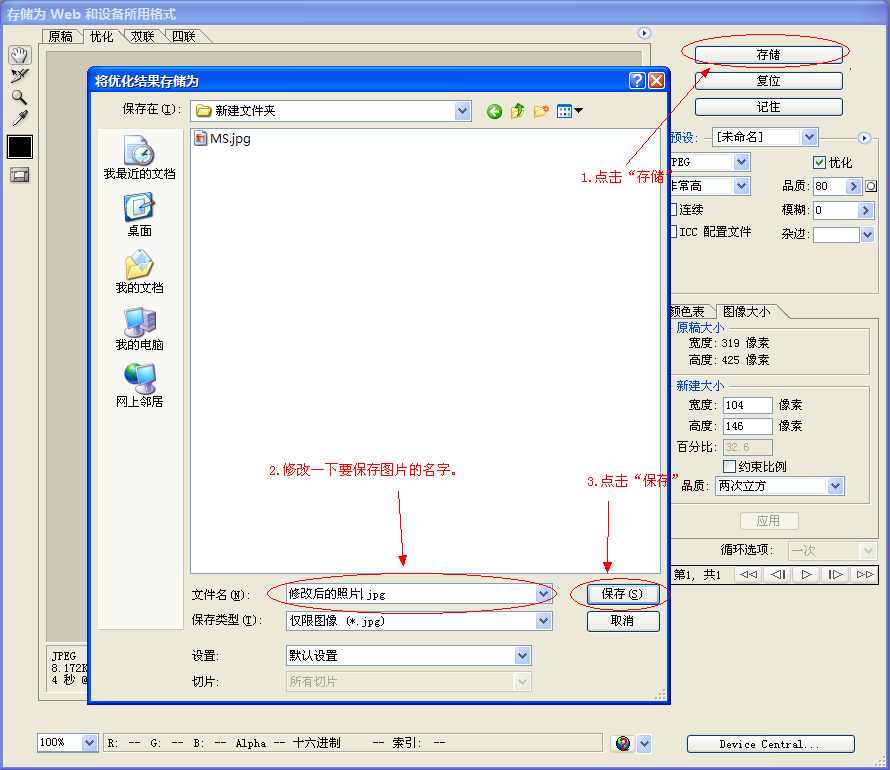 存储为 Web 和设备所用格式
原稿 优化 双联 四联
存储
复位
记住
将优化结果存储为
保存在(I): 新建文件夹
MS.jpg
我最近的文档
桌面
我的文档
我的电脑
网上邻居
1.点击“存储”
预设: [未命名]
PEG 优化
非常高 品质: 80
连续 模糊: 0
ICC 配置文件 杂边:
颜色表 图像大小
原稿大小
宽度: 319 像素
高度: 425 像素
新建大小
宽度: 104 像素
高度: 146 像素
百分比: 32.6
约束比例
品质: 两次立方
应用
循环选项: 一次
第1, 共1
2.修改一下要保存图片的名字。
3.点击“保存”
文件名(N): 修改后的照片.jpg
保存(S)
保存类型(T): 仅限图像 (*.jpg)
取消
设置: 默认设置
切片: 所有切片
JPEG
8.172K
4 秒 @
100% R: -- G: -- B: -- Alpha -- 十六进制 -- 索引: --
Device Central...